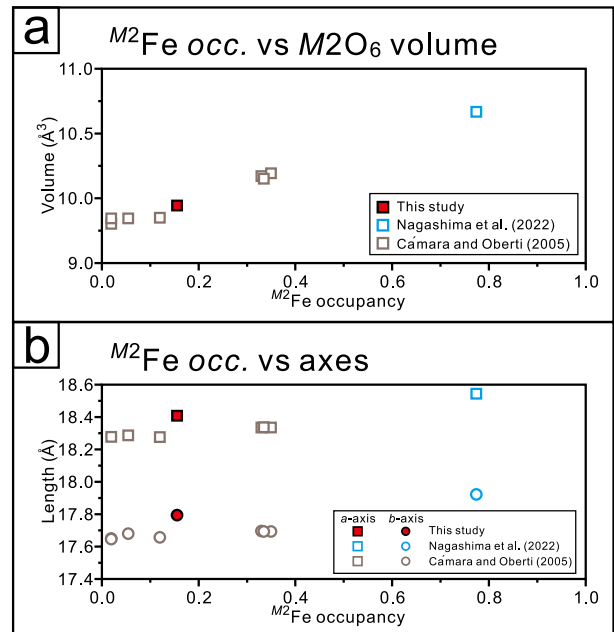 a
M2Fe occ. vs M2O6 volume
11.0
10.5
10.0
9.0
Volume (Å3)
0.0 0.2 0.4 0.6 0.8 1.0
M2Fe occupancy
This study
Nagashima et al. (2022)
Cámara and Oberti (2005)
b
M2Fe occ. vs axes
18.6
18.4
18.2
18.0
17.8
17.6
17.4
Length (Å)
0.0 0.2 0.4 0.6 0.8 1.0
M2Fe occupancy
a-axis b-axis
This study
Nagashima et al. (2022)
Cámara and Oberti (2005)